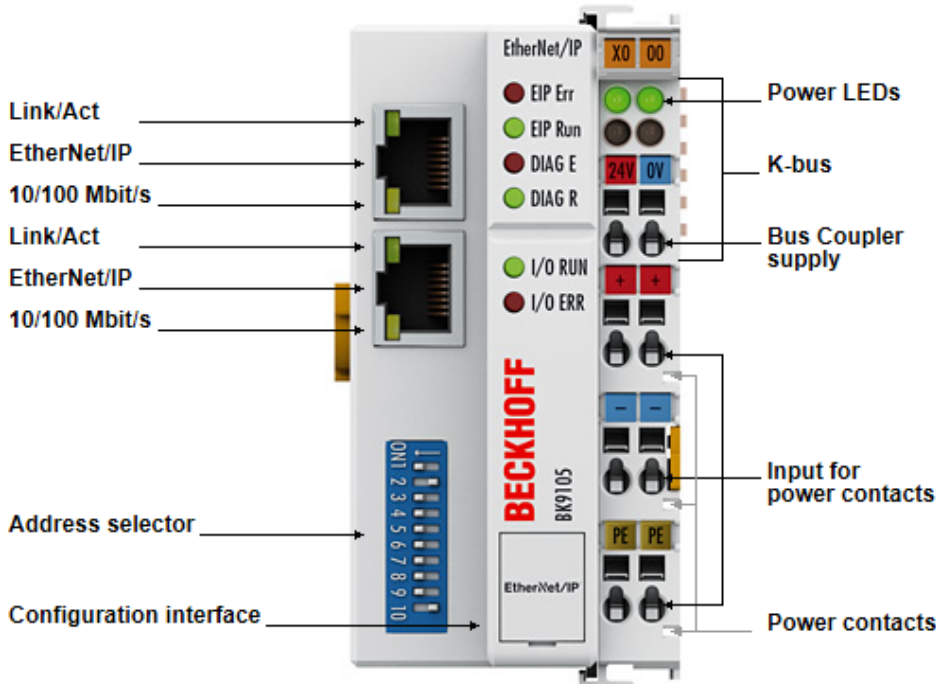 Link/Act
EtherNet/IP
10/100 Mbit/s
Link/Act
EtherNet/IP
10/100 Mbit/s
Address selector
Configuration interface
EtherNet/IP
EIP Err
EIP Run
DIAG E
DIAG R
I/O RUN
I/O ERR
BECKHOFF
BK9105
EtherNet/IP
ON
1
2
3
4
5
6
7
8
9
10
X0 00
24V 0V
+ +
− −
PE PE
Power LEDs
K-bus
Bus Coupler
supply
Input for
power contacts
Power contacts